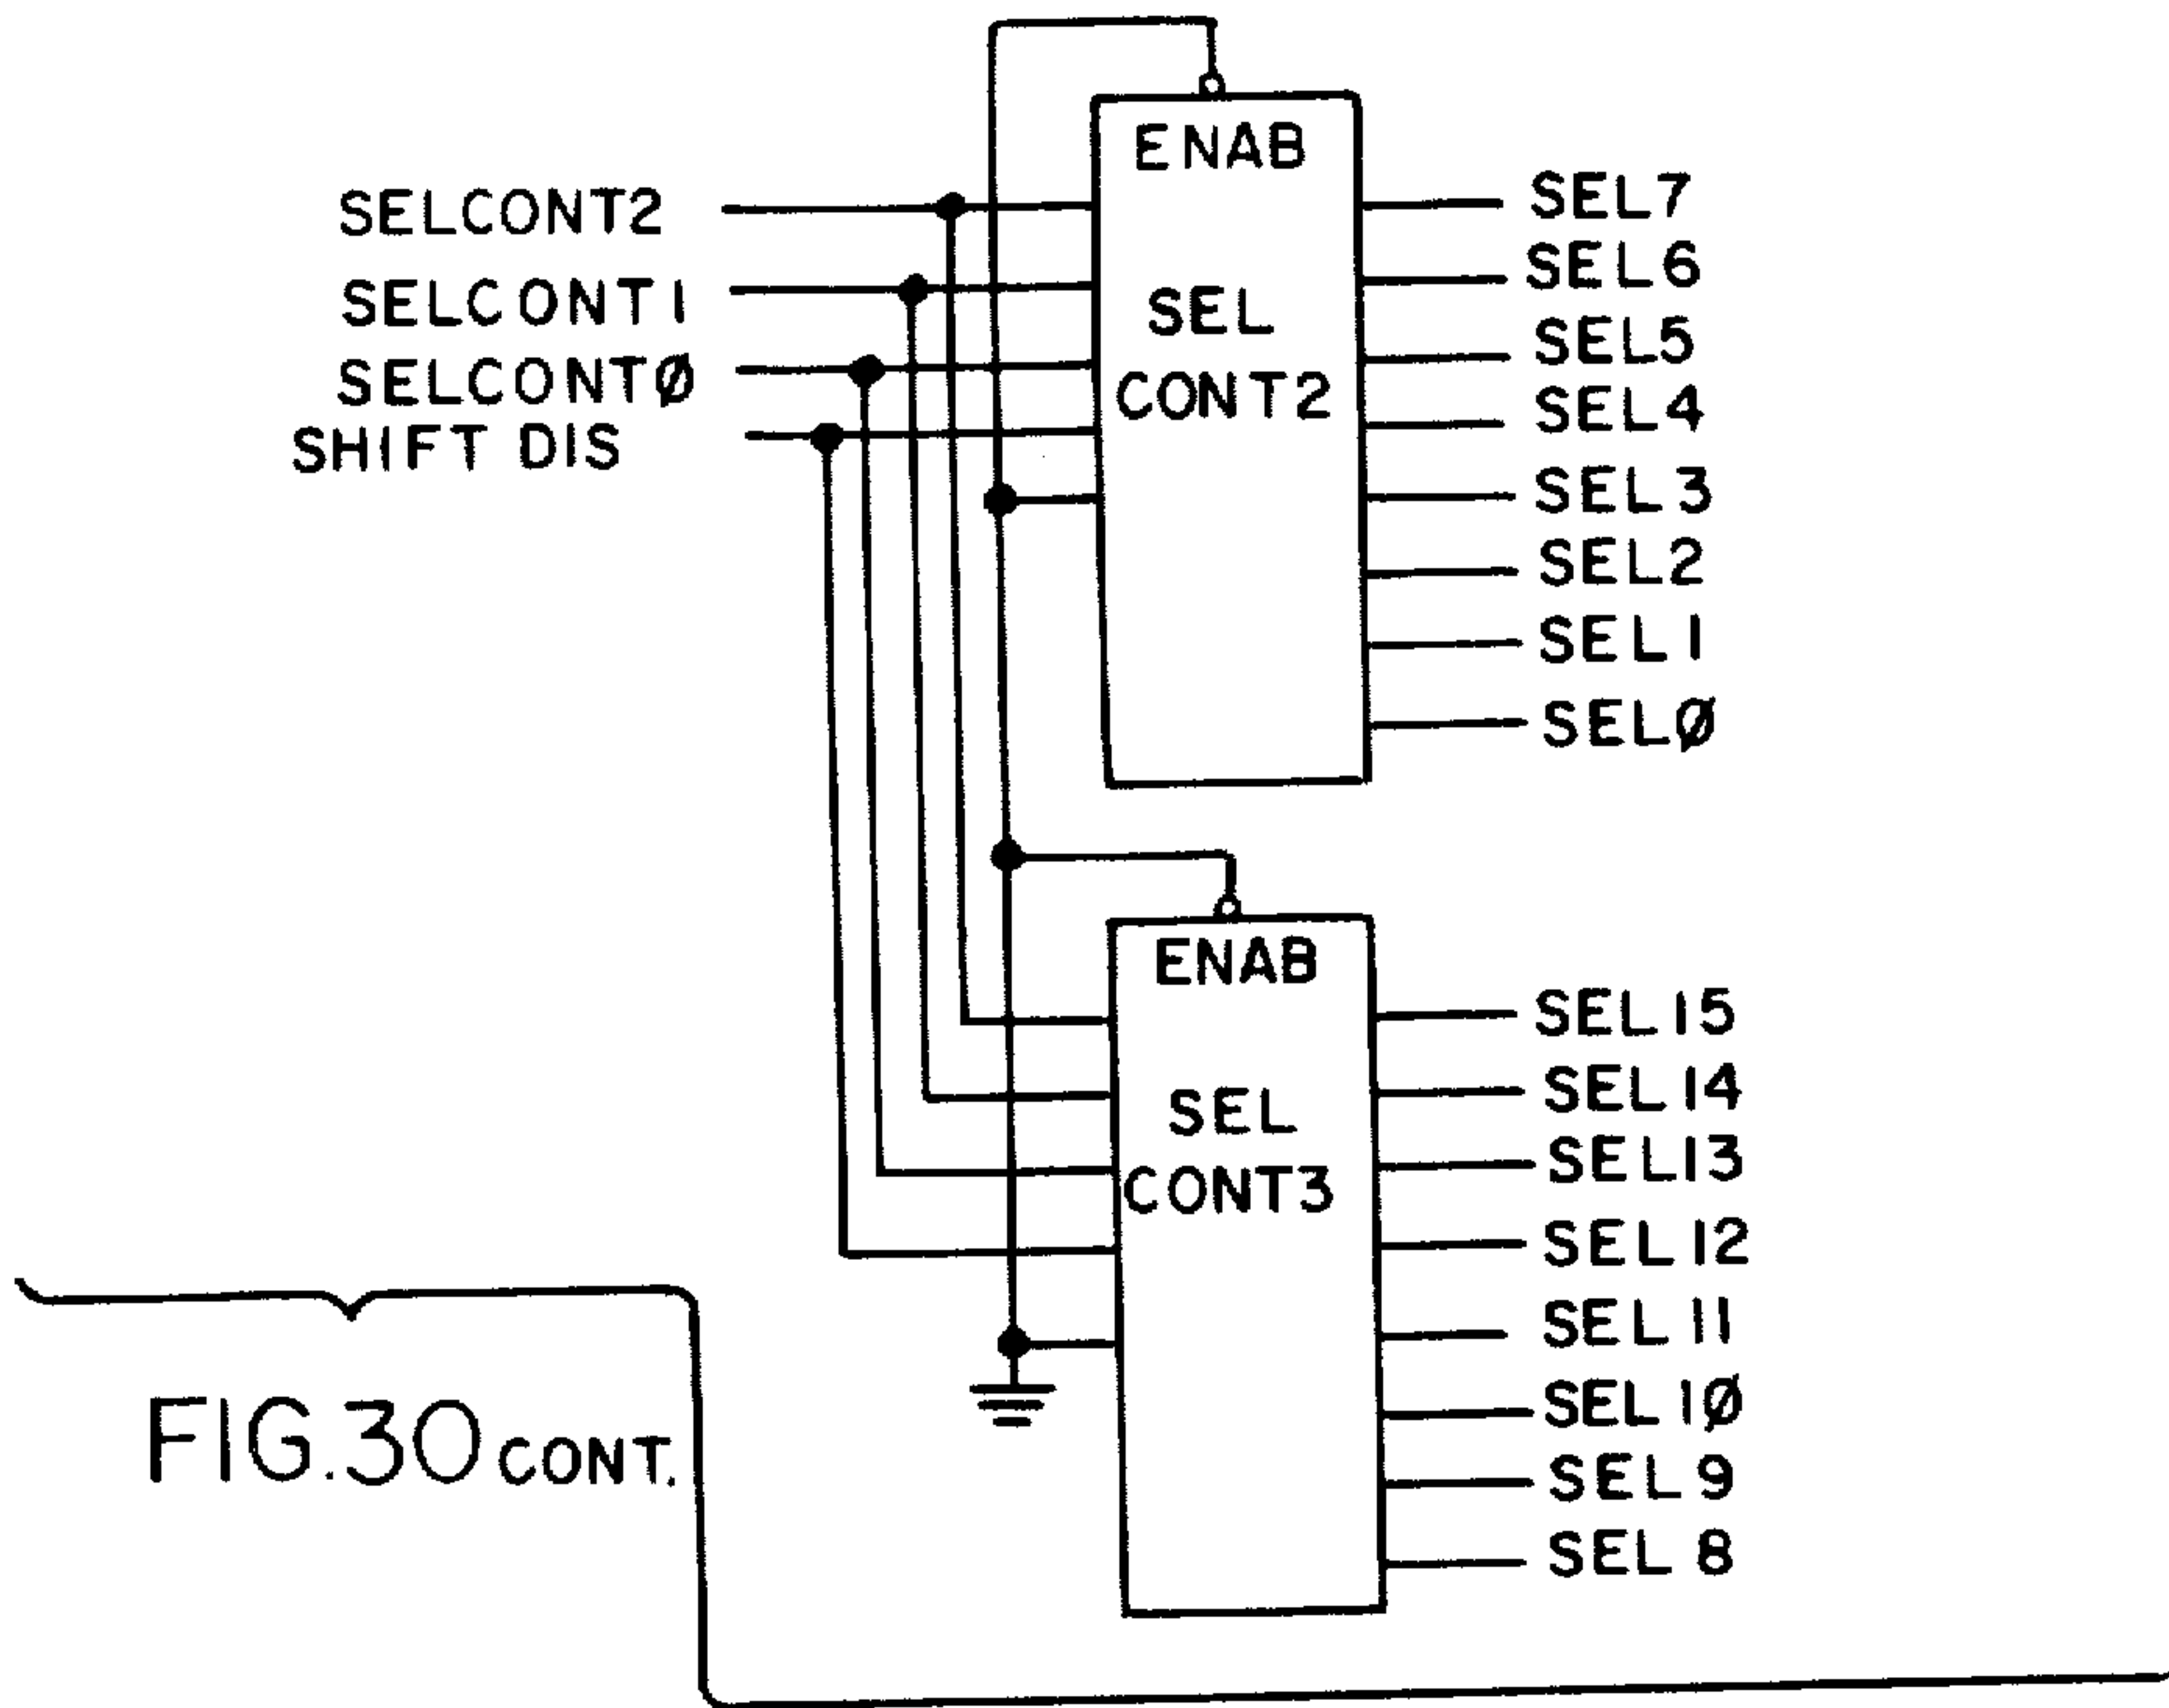 SELCONT2
SELCONT1
SELCONTØ
SHIFT DIS
ENAB
SEL
CONT2
SEL7
SEL6
SEL5
SEL4
SEL3
SEL2
SEL1
SELØ
ENAB
SEL
CONT3
SEL15
SEL14
SEL13
SEL12
SEL11
SEL1Ø
SEL9
SEL8
FIG.30 CONT.